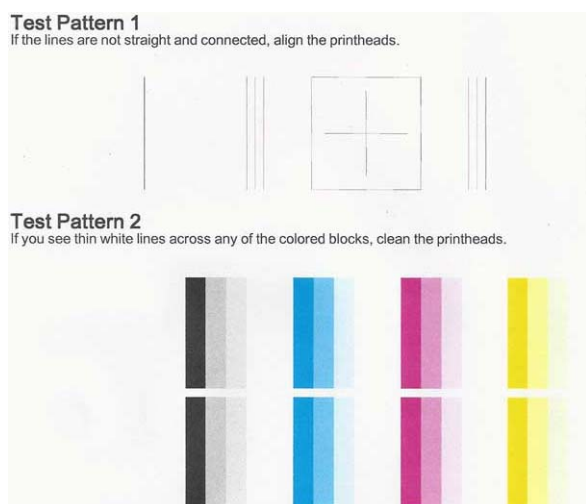 Test Pattern 1
If the lines are not straight and connected, align the printheads.
Test Pattern 2
If you see thin white lines across any of the colored blocks, clean the printheads.